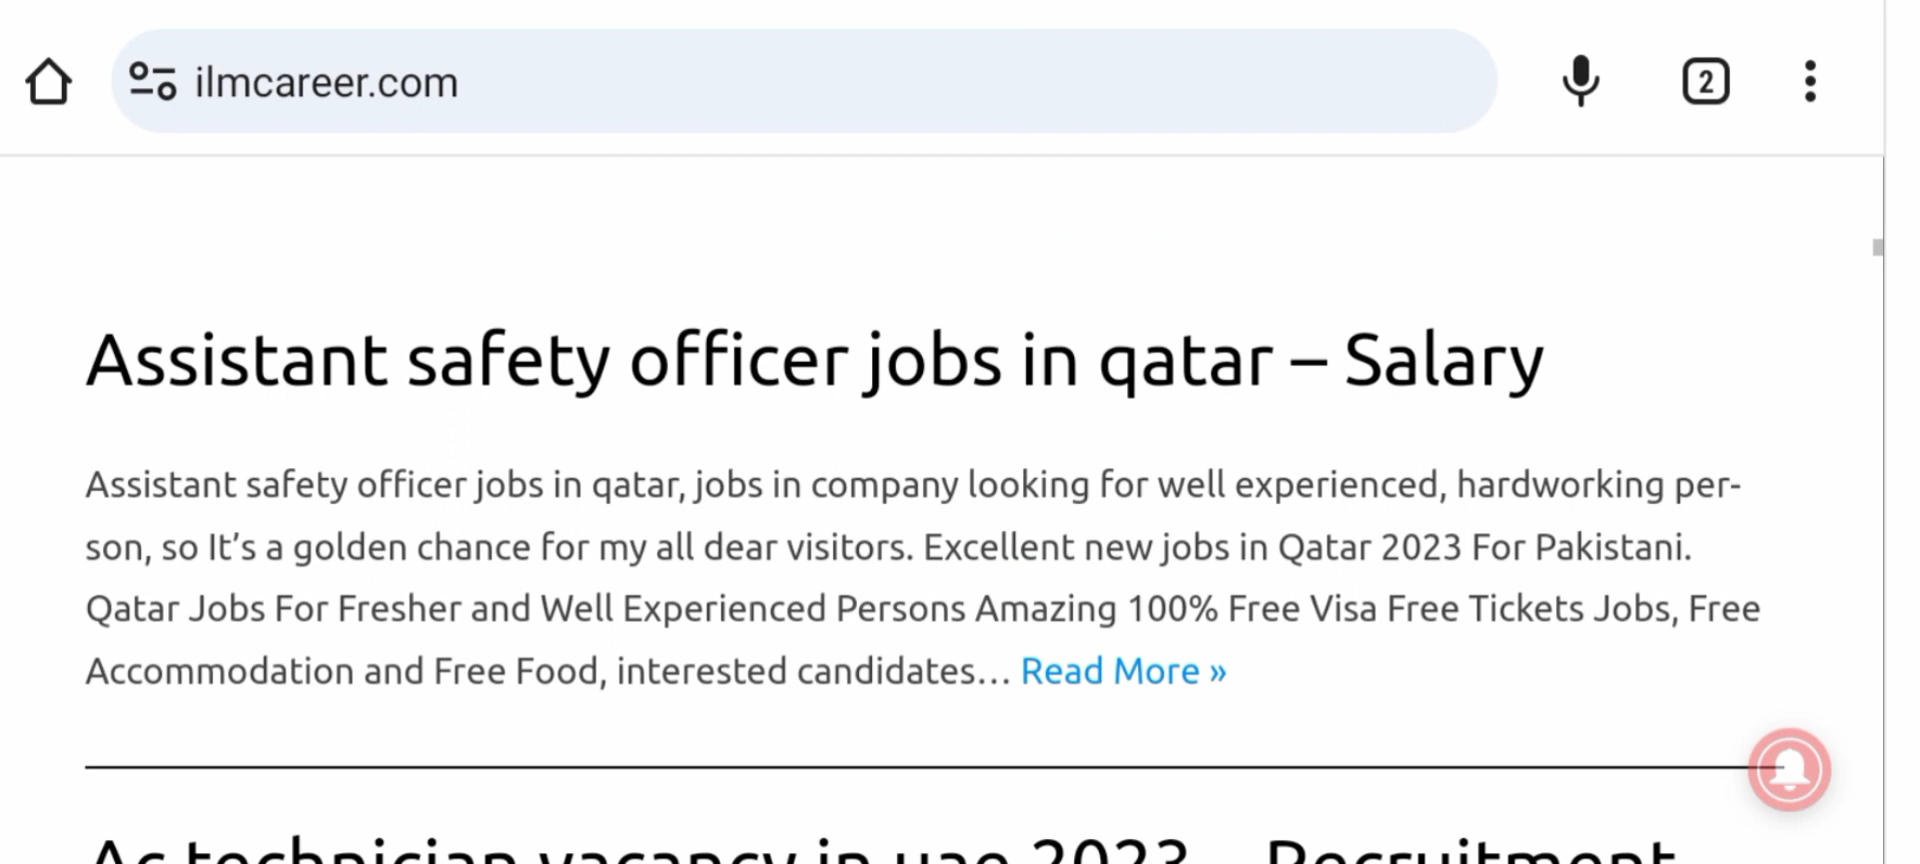 ilmcareer.com
2
Assistant safety officer jobs in qatar – Salary
Assistant safety officer jobs in qatar, jobs in company looking for well experienced, hardworking per-
son, so It’s a golden chance for my all dear visitors. Excellent new jobs in Qatar 2023 For Pakistani.
Qatar Jobs For Fresher and Well Experienced Persons Amazing 100% Free Visa Free Tickets Jobs, Free
Accommodation and Free Food, interested candidates… Read More »
Ac technician vacancy in uae 2023 – Recruitment